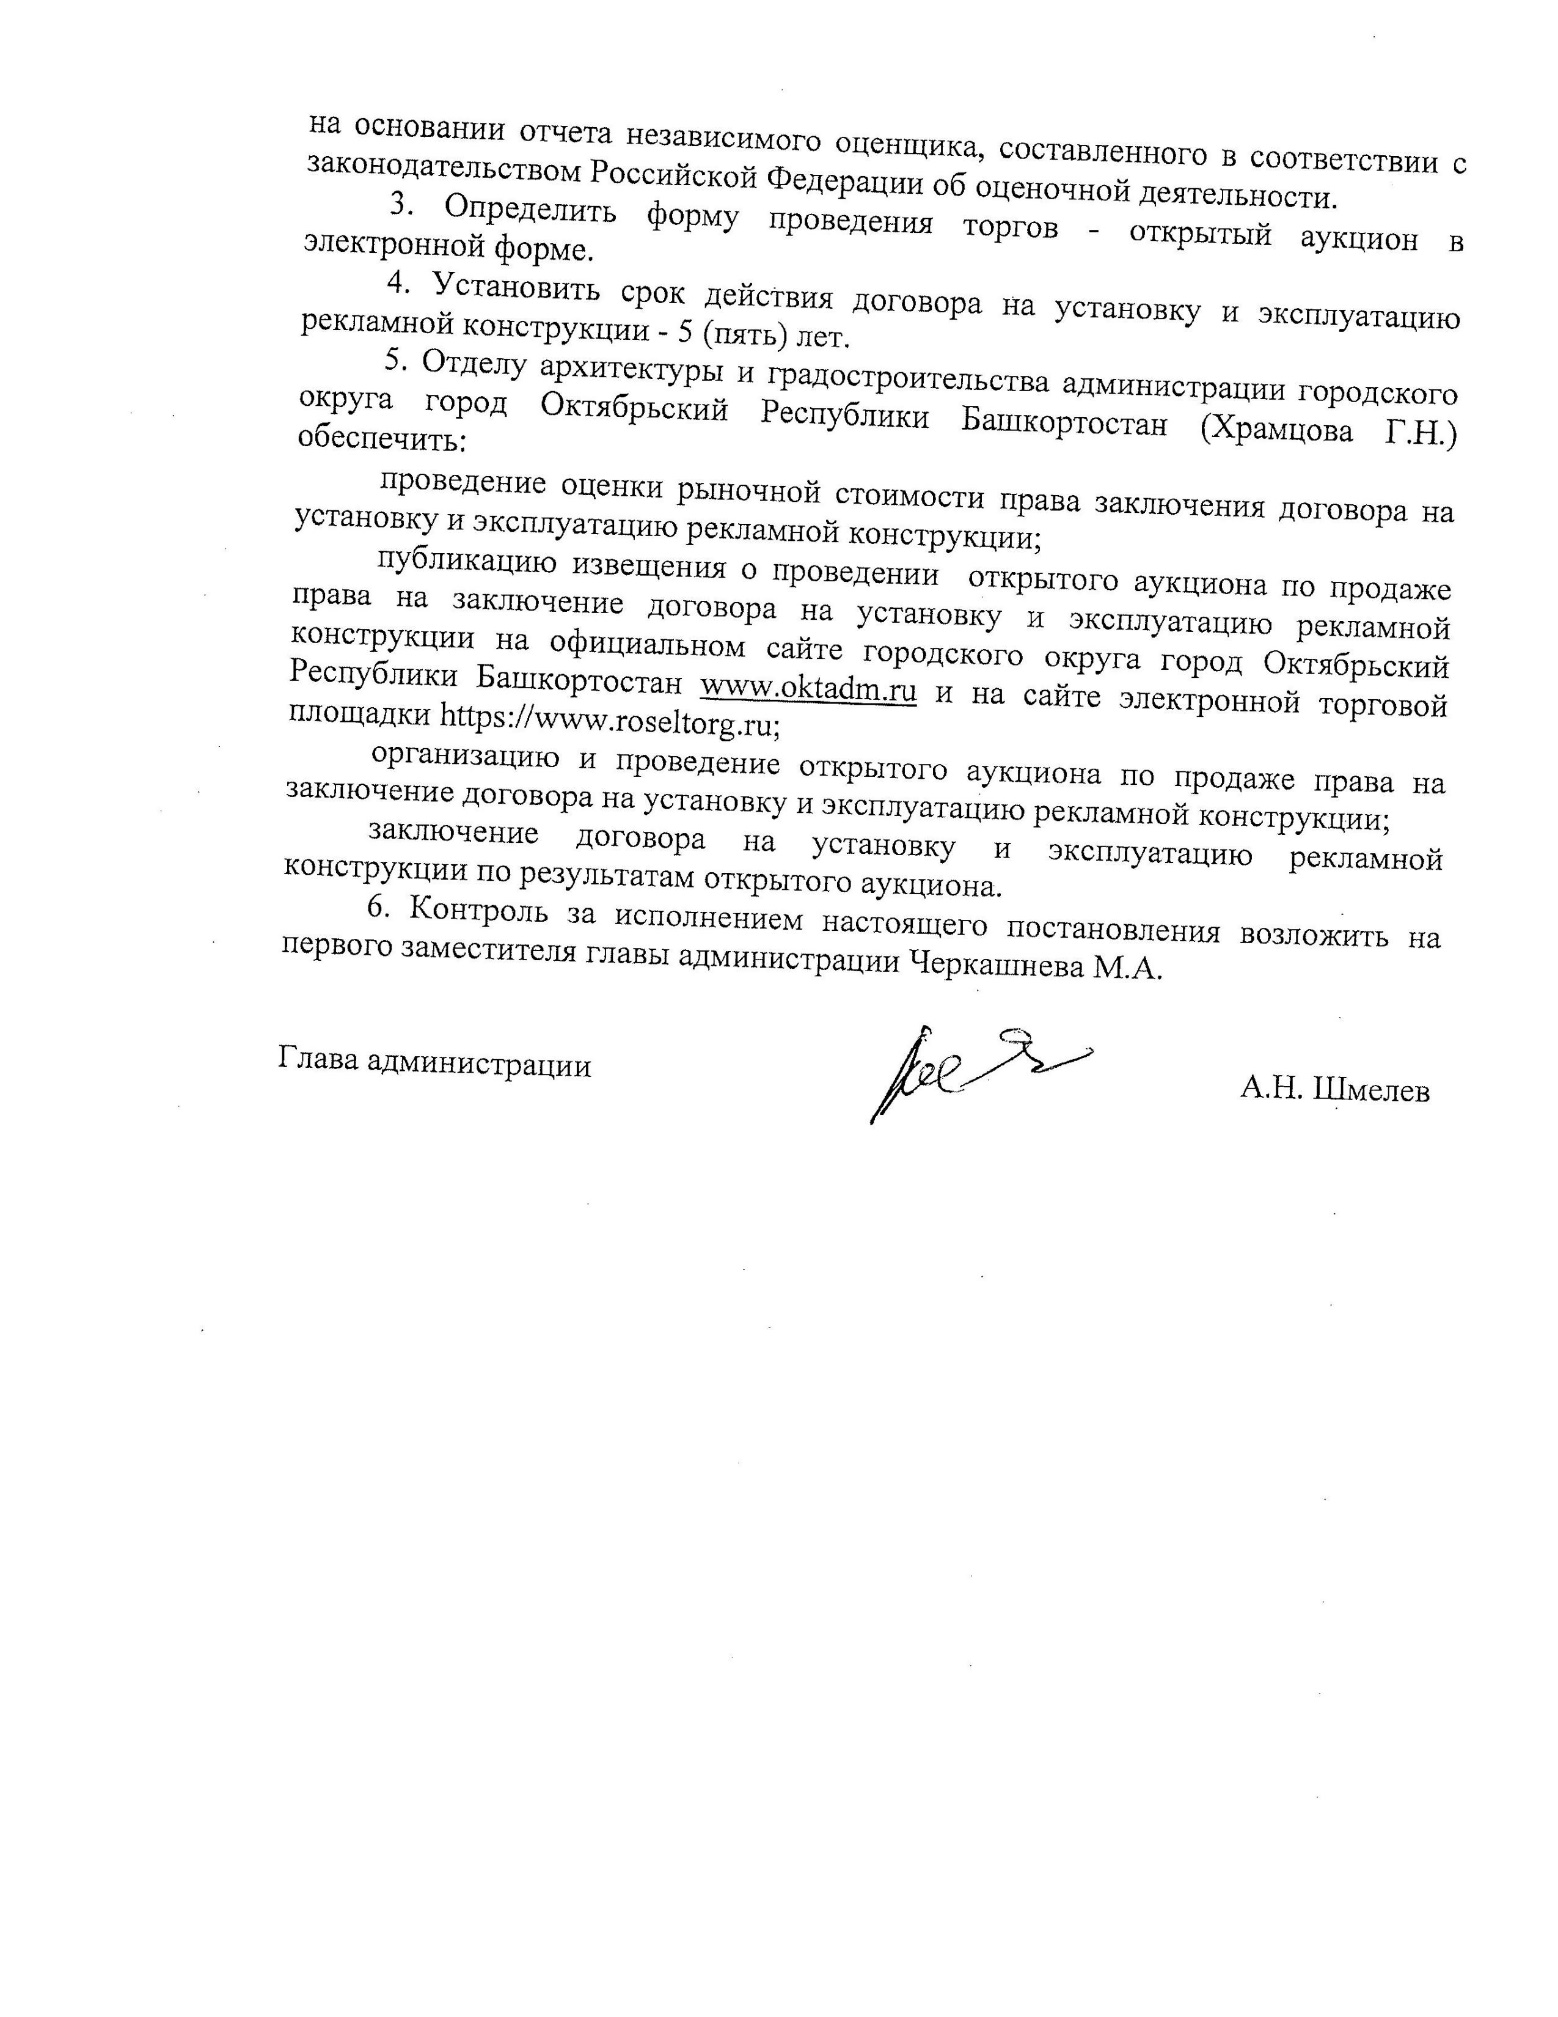 на основании отчета независимого оценщика, составленного в соответствии с
законодательством Российской Федерации об оценочной деятельности.
3. Определить форму проведения торгов - открытый аукцион в
электронной форме.
4. Установить срок действия договора на установку и эксплуатацию
рекламной конструкции - 5 (пять) лет.
5. Отделу архитектуры и градостроительства администрации городского
округа город Октябрьский Республики Башкортостан (Храмцова Г.Н.)
обеспечить:
проведение оценки рыночной стоимости права заключения договора на
установку и эксплуатацию рекламной конструкции;
публикацию извещения о проведении открытого аукциона по продаже
права на заключение договора на установку и эксплуатацию рекламной
конструкции на официальном сайте городского округа город Октябрьский
Республики Башкортостан www.oktadm.ru и на сайте электронной торговой
площадки https://www.roseltorg.ru;
организацию и проведение открытого аукциона по продаже права на
заключение договора на установку и эксплуатацию рекламной конструкции;
заключение договора на установку и эксплуатацию рекламной
конструкции по результатам открытого аукциона.
6. Контроль за исполнением настоящего постановления возложить на
первого заместителя главы администрации Черкашнева М.А.
Глава администрации
А.Н. Шмелев